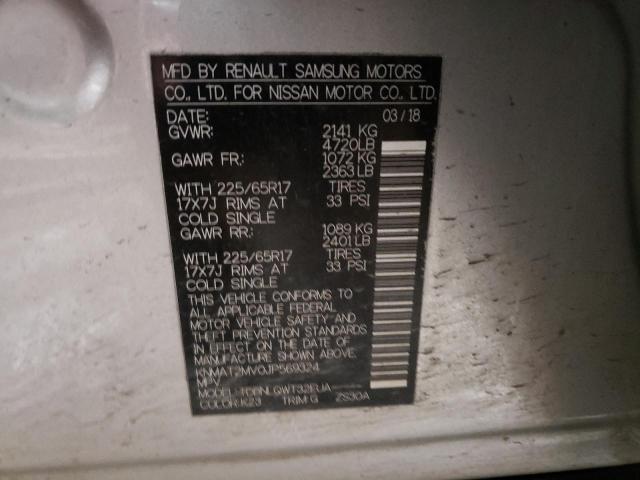 MFD BY RENAULT SAMSUNG MOTORS
CO., LTD. FOR NISSAN MOTOR CO., LTD.
DATE: 03/18
GVWR: 2141 KG
4720LB
GAWR FR: 1072 KG
2363 LB
WITH 225/65R17 TIRES
17X7J RIMS AT 33 PSI
COLD SINGLE
GAWR RR: 1089 KG
2401 LB
WITH 225/65R17 TIRES
17X7J RIMS AT 33 PSI
COLD SINGLE
THIS VEHICLE CONFORMS TO
ALL APPLICABLE FEDERAL
MOTOR VEHICLE SAFETY AND
THEFT PREVENTION STANDARDS
IN EFFECT ON THE DATE OF
MANUFACTURE SHOWN ABOVE.
KNMAT2MV0JP569324
MPV
MODEL:
COLOR:K23 TRIM:G ZS30A